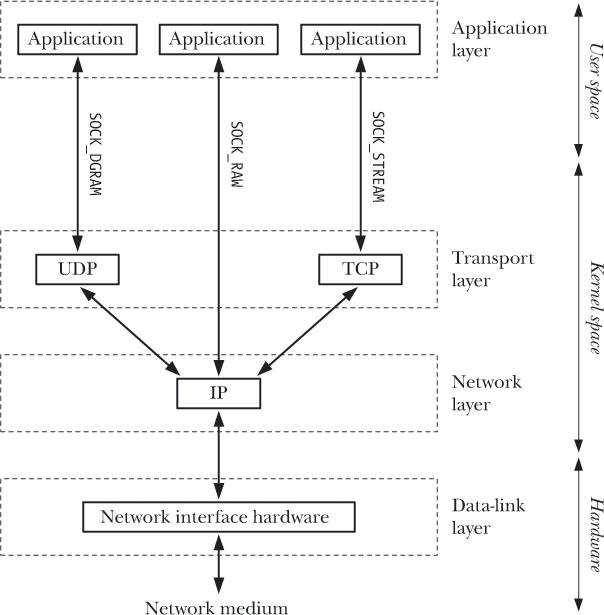 Application
Application
Application
Application
layer
User space
SOCK_DGRAM
SOCK_RAW
SOCK_STREAM
UDP
TCP
Transport
layer
Kernel space
IP
Network
layer
Network interface hardware
Data-link
layer
Hardware
Network medium